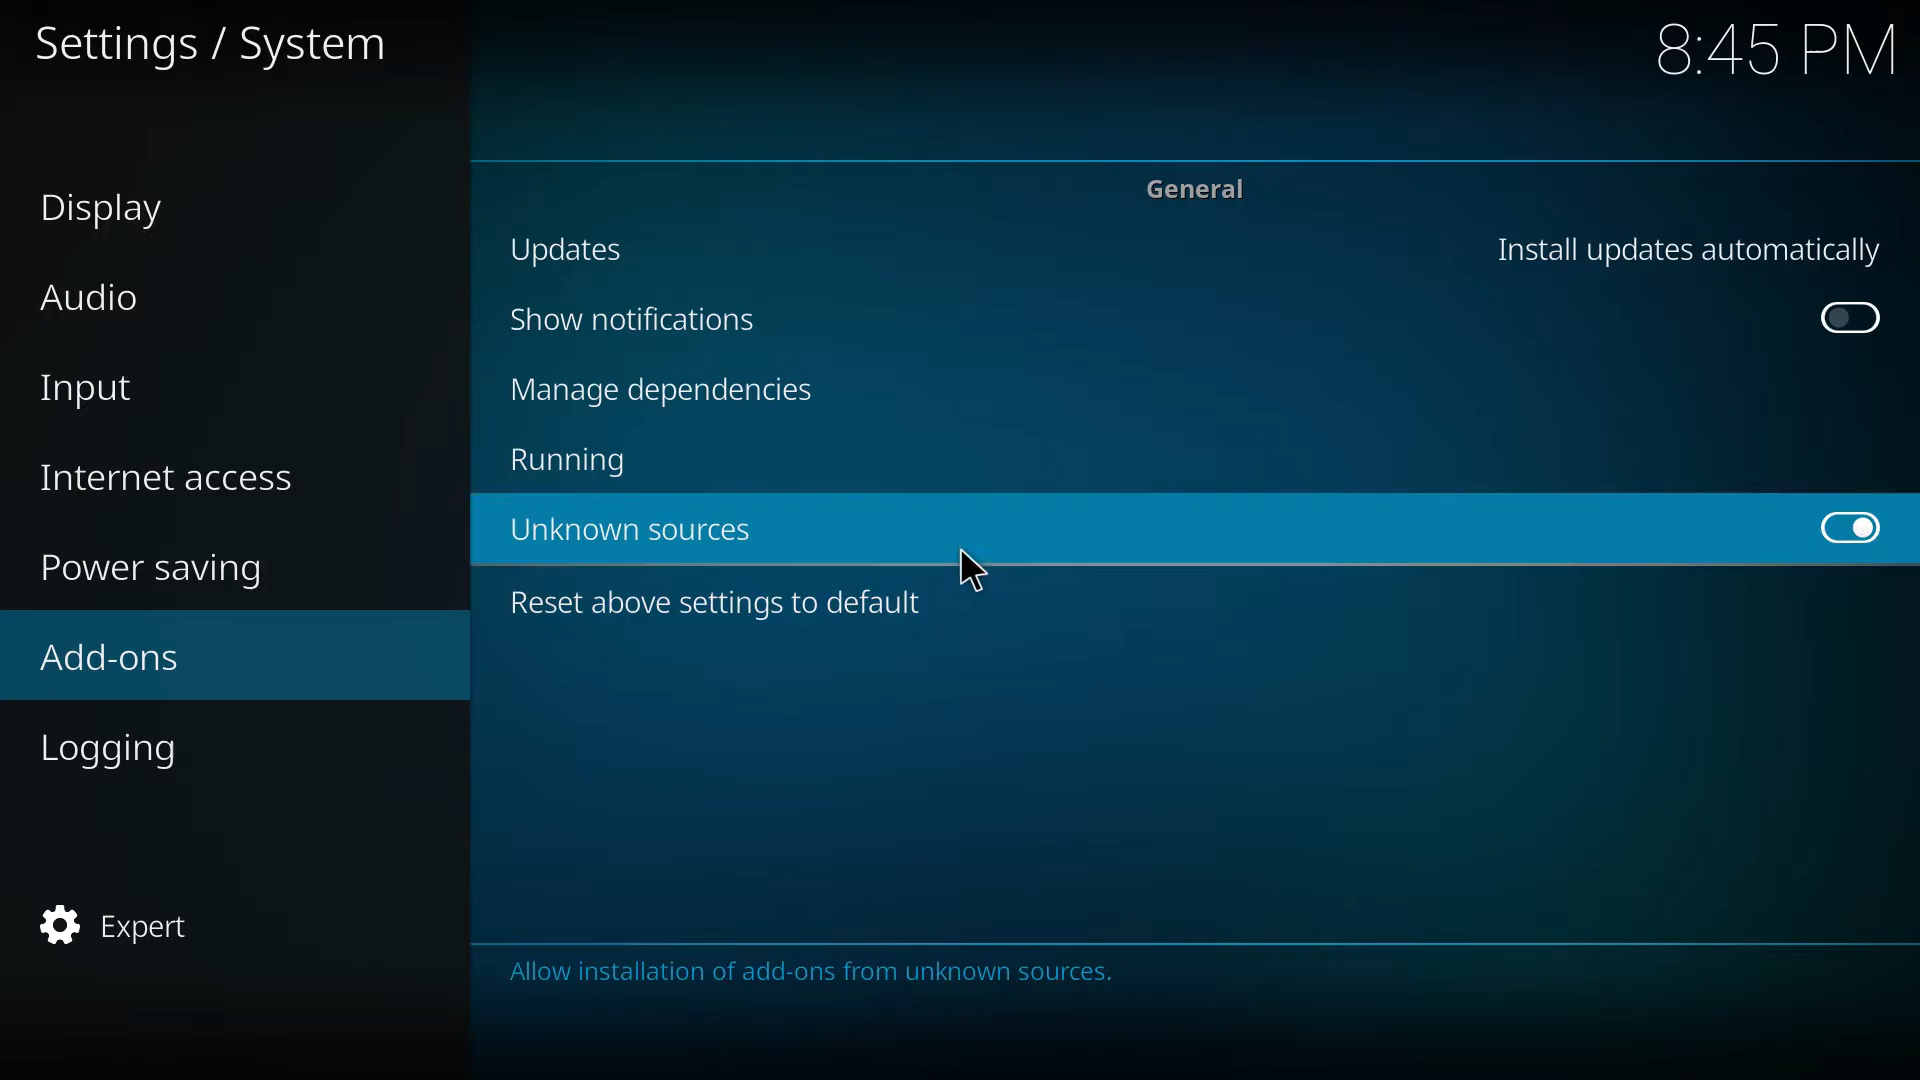 Settings / System
8:45 PM
Display
Audio
Input
Internet access
Power saving
Add-ons
Logging
Expert
General
Updates Install updates automatically
Show notifications
Manage dependencies
Running
Unknown sources
Reset above settings to default
Allow installation of add-ons from unknown sources.